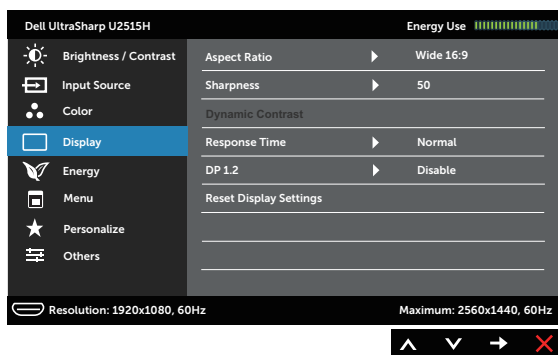 Dell UltraSharp U2515H
Energy Use
Brightness / Contrast
Aspect Ratio
Wide 16:9
Input Source
Sharpness
50
Color
Dynamic Contrast
Display
Response Time
Normal
Energy
DP 1.2
Disable
Menu
Reset Display Settings
Personalize
Others
Resolution: 1920x1080, 60Hz
Maximum: 2560x1440, 60Hz